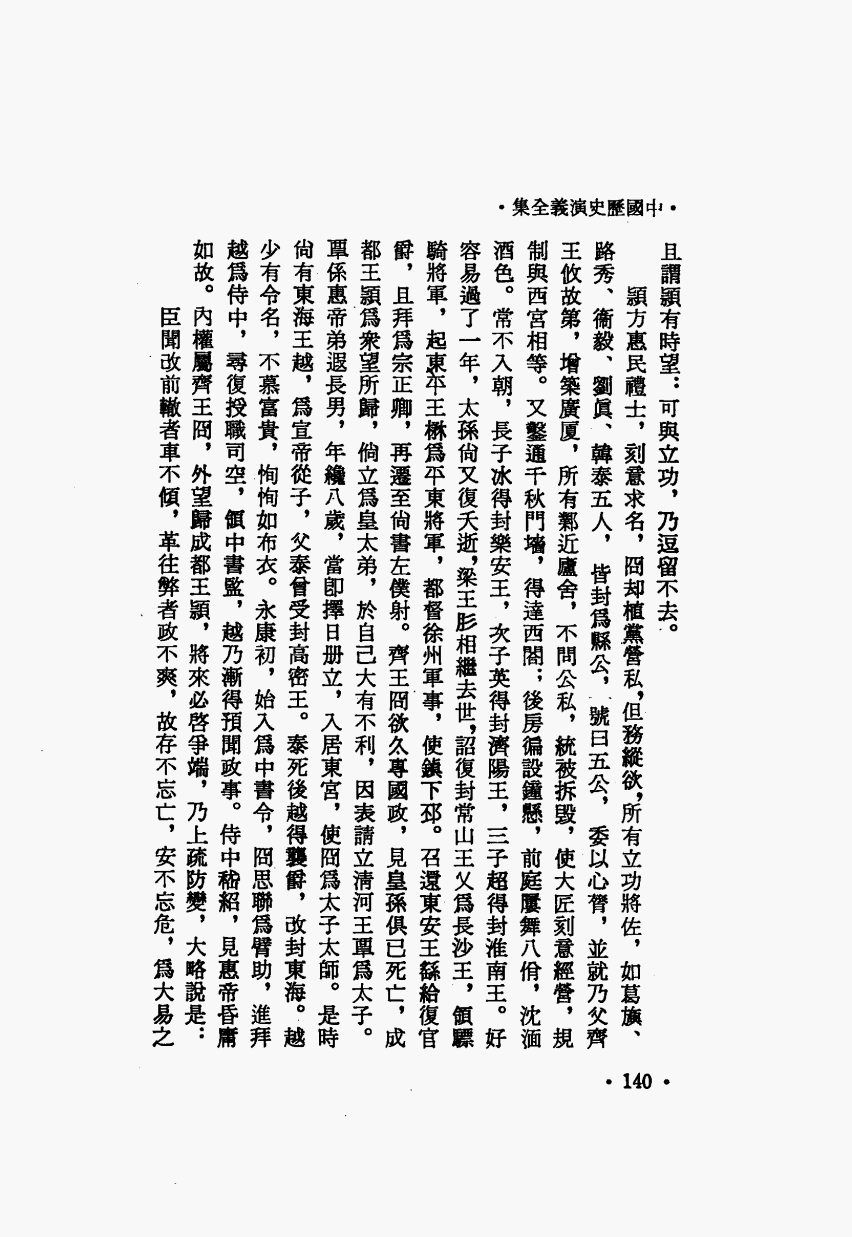 中國歷史演義全集
且謂潁有時望：可與立功，乃逗留不去。
潁方惠民禮士，刻意求名，冏却植黨營私，但務縱欲，所有立功將佐，如葛旟、
路秀、衞毅、劉眞、韓泰五人，皆封爲縣公，號曰五公，委以心膂，並就乃父齊
王攸故第，增築廣厦，所有鄰近廬舍，不問公私，統被拆毀，使大匠刻意經營，規
制與西宮相等。又鑿通千秋門墻，得達西閣；後房徧設鐘懸，前庭屢舞八佾，沈湎
酒色。常不入朝，長子冰得封樂安王，次子英得封濟陽王，三子超得封淮南王。好
容易過了一年，太孫尙又復夭逝，梁王肜相繼去世，詔復封常山王乂爲長沙王，領驃
騎將軍，起東平王楙爲平東將軍，都督徐州軍事，使鎭下邳。召還東安王繇給復官
爵，且拜爲宗正卿，再遷至尙書左僕射。齊王冏欲久專國政，見皇孫俱已死亡，成
都王潁爲衆望所歸，倘立爲皇太弟，於自己大有不利，因表請立淸河王覃爲太子。
覃係惠帝弟遐長男，年纔八歲，當卽擇日册立，入居東宮，使冏爲太子太師。是時
尙有東海王越，爲宣帝從子，父泰曾受封高密王。泰死後越得襲爵，改封東海。越
少有令名，不慕富貴，恂恂如布衣。永康初，始入爲中書令，冏思聯爲臂助，進拜
越爲侍中，尋復授職司空，領中書監，越乃漸得預聞政事。侍中嵇紹，見惠帝昏庸
如故。內權屬齊王冏，外望歸成都王潁，將來必啓爭端，乃上疏防變，大略說是：
臣聞改前轍者車不傾，革往弊者政不爽，故存不忘亡，安不忘危，爲大易之
140